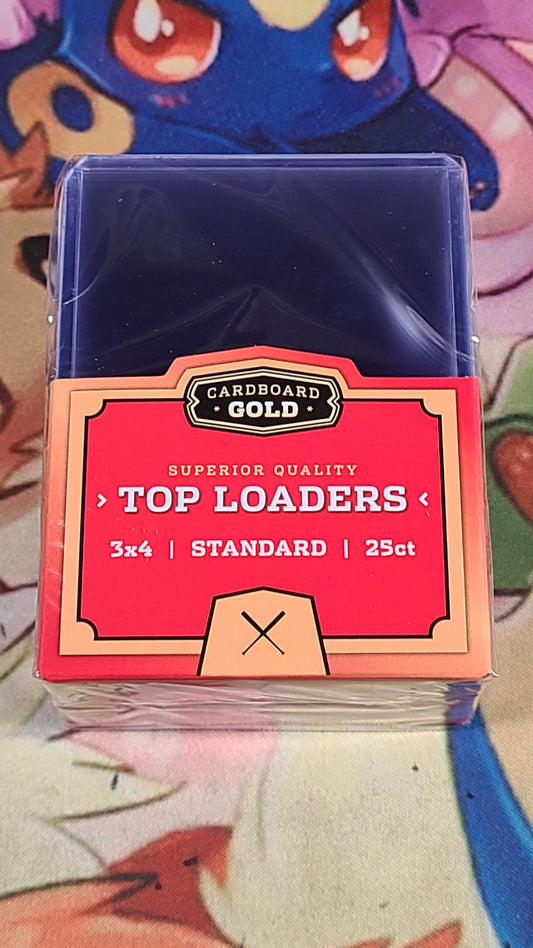 CARDBOARD
GOLD
SUPERIOR QUALITY
TOP LOADERS
3x4 | STANDARD | 25ct